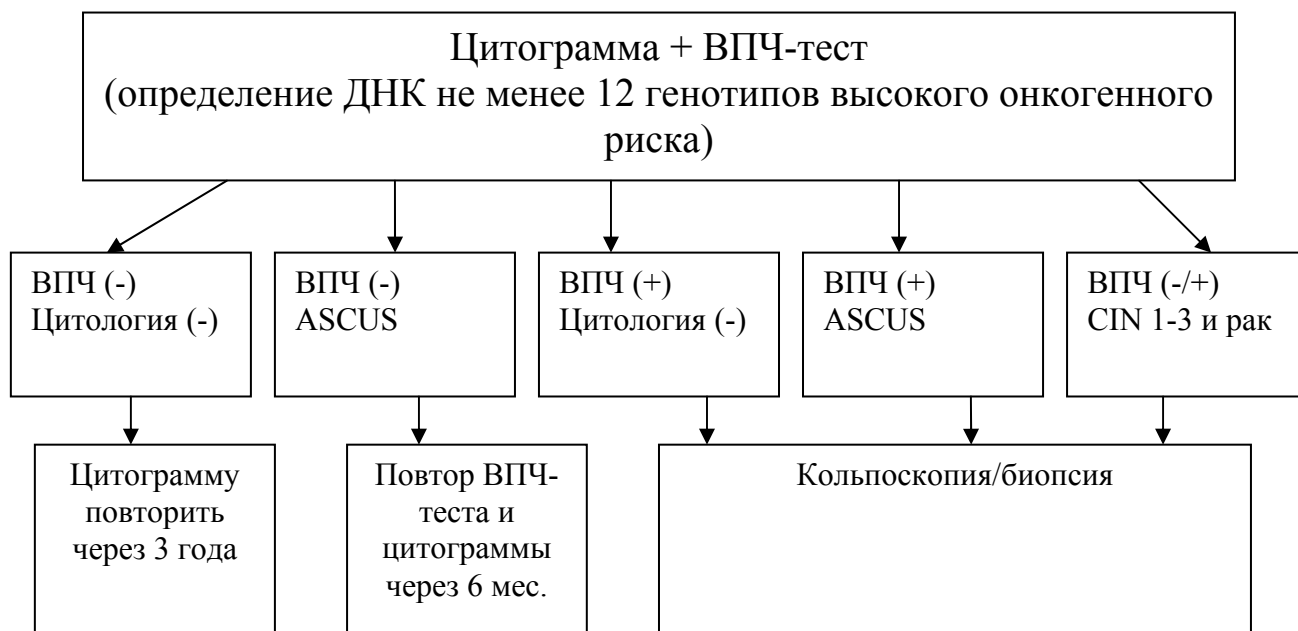 Цитограмма + ВПЧ-тест
(определение ДНК не менее 12 генотипов высокого онкогенного
риска)
ВПЧ (-)
Цитология (-)
ВПЧ (-)
ASCUS
ВПЧ (+)
Цитология (-)
ВПЧ (+)
ASCUS
ВПЧ (-/+)
CIN 1-3 и рак
Цитограмму
повторить
через 3 года
Повтор ВПЧ-
теста и
цитограммы
через 6 мес.
Кольпоскопия/биопсия